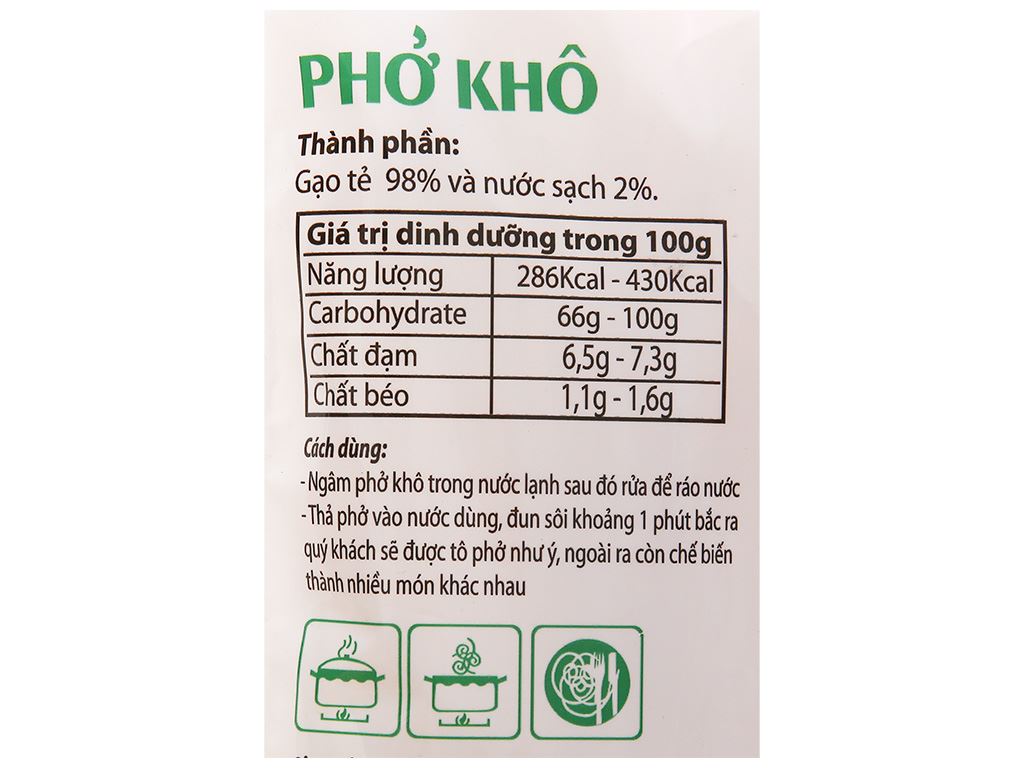 PHỞ KHÔ
Thành phần:
Gạo tẻ 98% và nước sạch 2%.
Giá trị dinh dưỡng trong 100g
Năng lượng 286Kcal - 430Kcal
Carbohydrate 66g - 100g
Chất đạm 6,5g - 7,3g
Chất béo 1,1g - 1,6g
Cách dùng:
- Ngâm phở khô trong nước lạnh sau đó rửa để ráo nước
- Thả phở vào nước dùng, đun sôi khoảng 1 phút bắc ra
quý khách sẽ được tô phở như ý, ngoài ra còn chế biến
thành nhiều món khác nhau